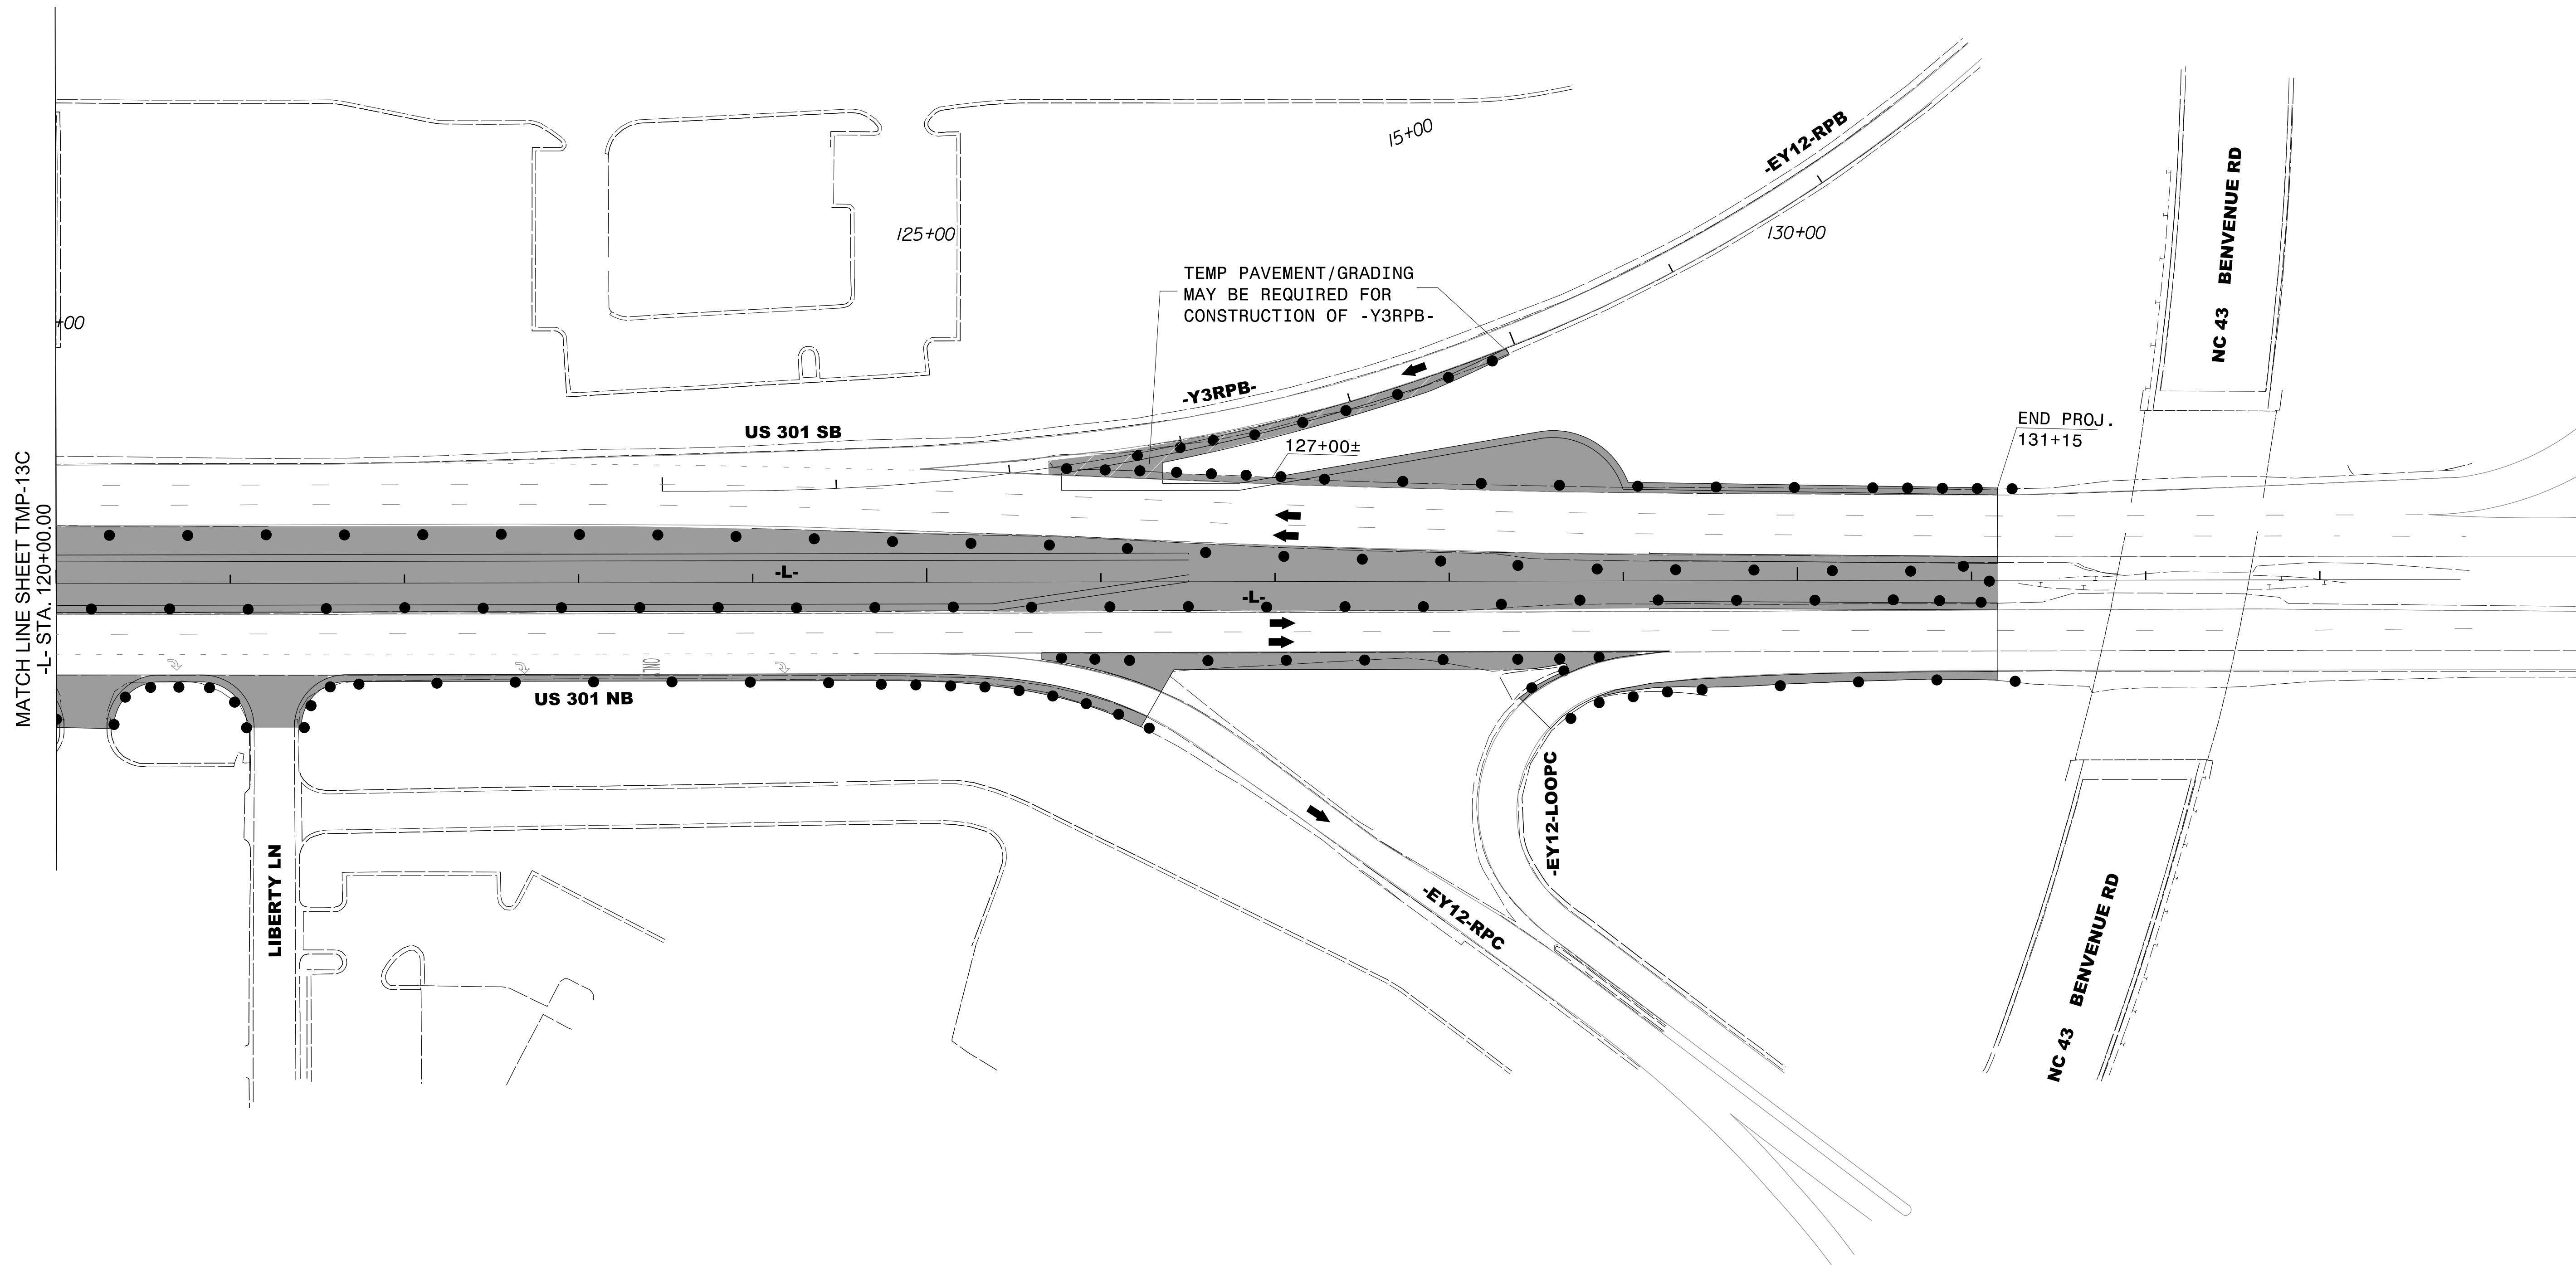 15+00
-EY12-RPB
NC 43 BENVENUE RD
125+00
130+00
TEMP PAVEMENT/GRADING
MAY BE REQUIRED FOR
CONSTRUCTION OF -Y3RPB-
+00
-Y3RPB-
US 301 SB
127+00±
END PROJ.
131+15
MATCH LINE SHEET TMP-13C
-L- STA. 120+00.00
-L-
-L-
ONLY
US 301 NB
LIBERTY LN
-EY12-LOOPC
-EY12-RPC
NC 43 BENVENUE RD